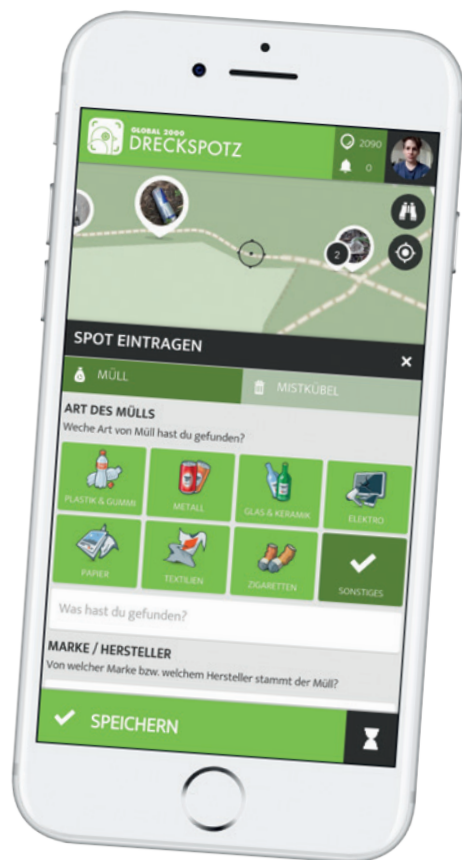 GLOBAL 2000
DRECKSPOTZ
2090
0
2
SPOT EINTRAGEN
×
MÜLL
MISTKÜBEL
ART DES MÜLLS
Weche Art von Müll hast du gefunden?
PLASTIK & GUMMI
METALL
GLAS & KERAMIK
ELEKTRO
PAPIER
TEXTILIEN
ZIGARETTEN
SONSTIGES
Was hast du gefunden?
MARKE / HERSTELLER
Von welcher Marke bzw. welchem Hersteller stammt der Müll?
SPEICHERN